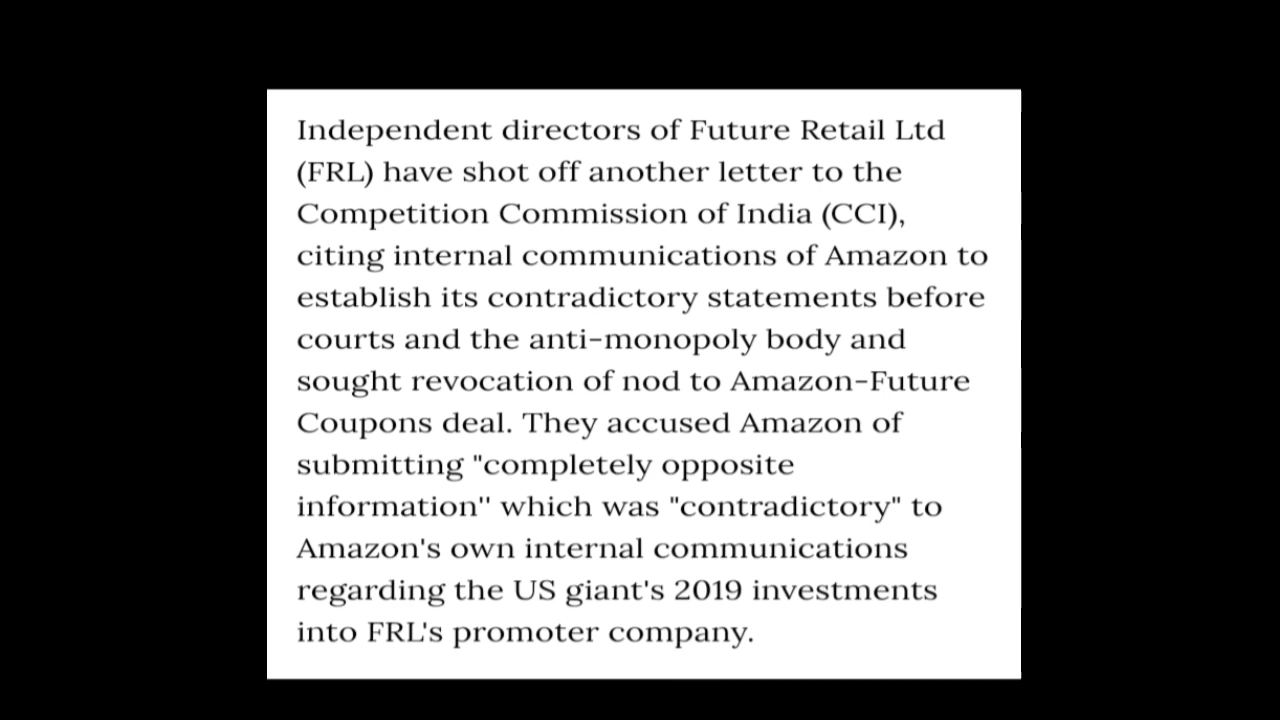 Independent directors of Future Retail Ltd
(FRL) have shot off another letter to the
Competition Commission of India (CCI),
citing internal communications of Amazon to
establish its contradictory statements before
courts and the anti-monopoly body and
sought revocation of nod to Amazon-Future
Coupons deal. They accused Amazon of
submitting "completely opposite
information'' which was "contradictory" to
Amazon's own internal communications
regarding the US giant's 2019 investments
into FRL's promoter company.